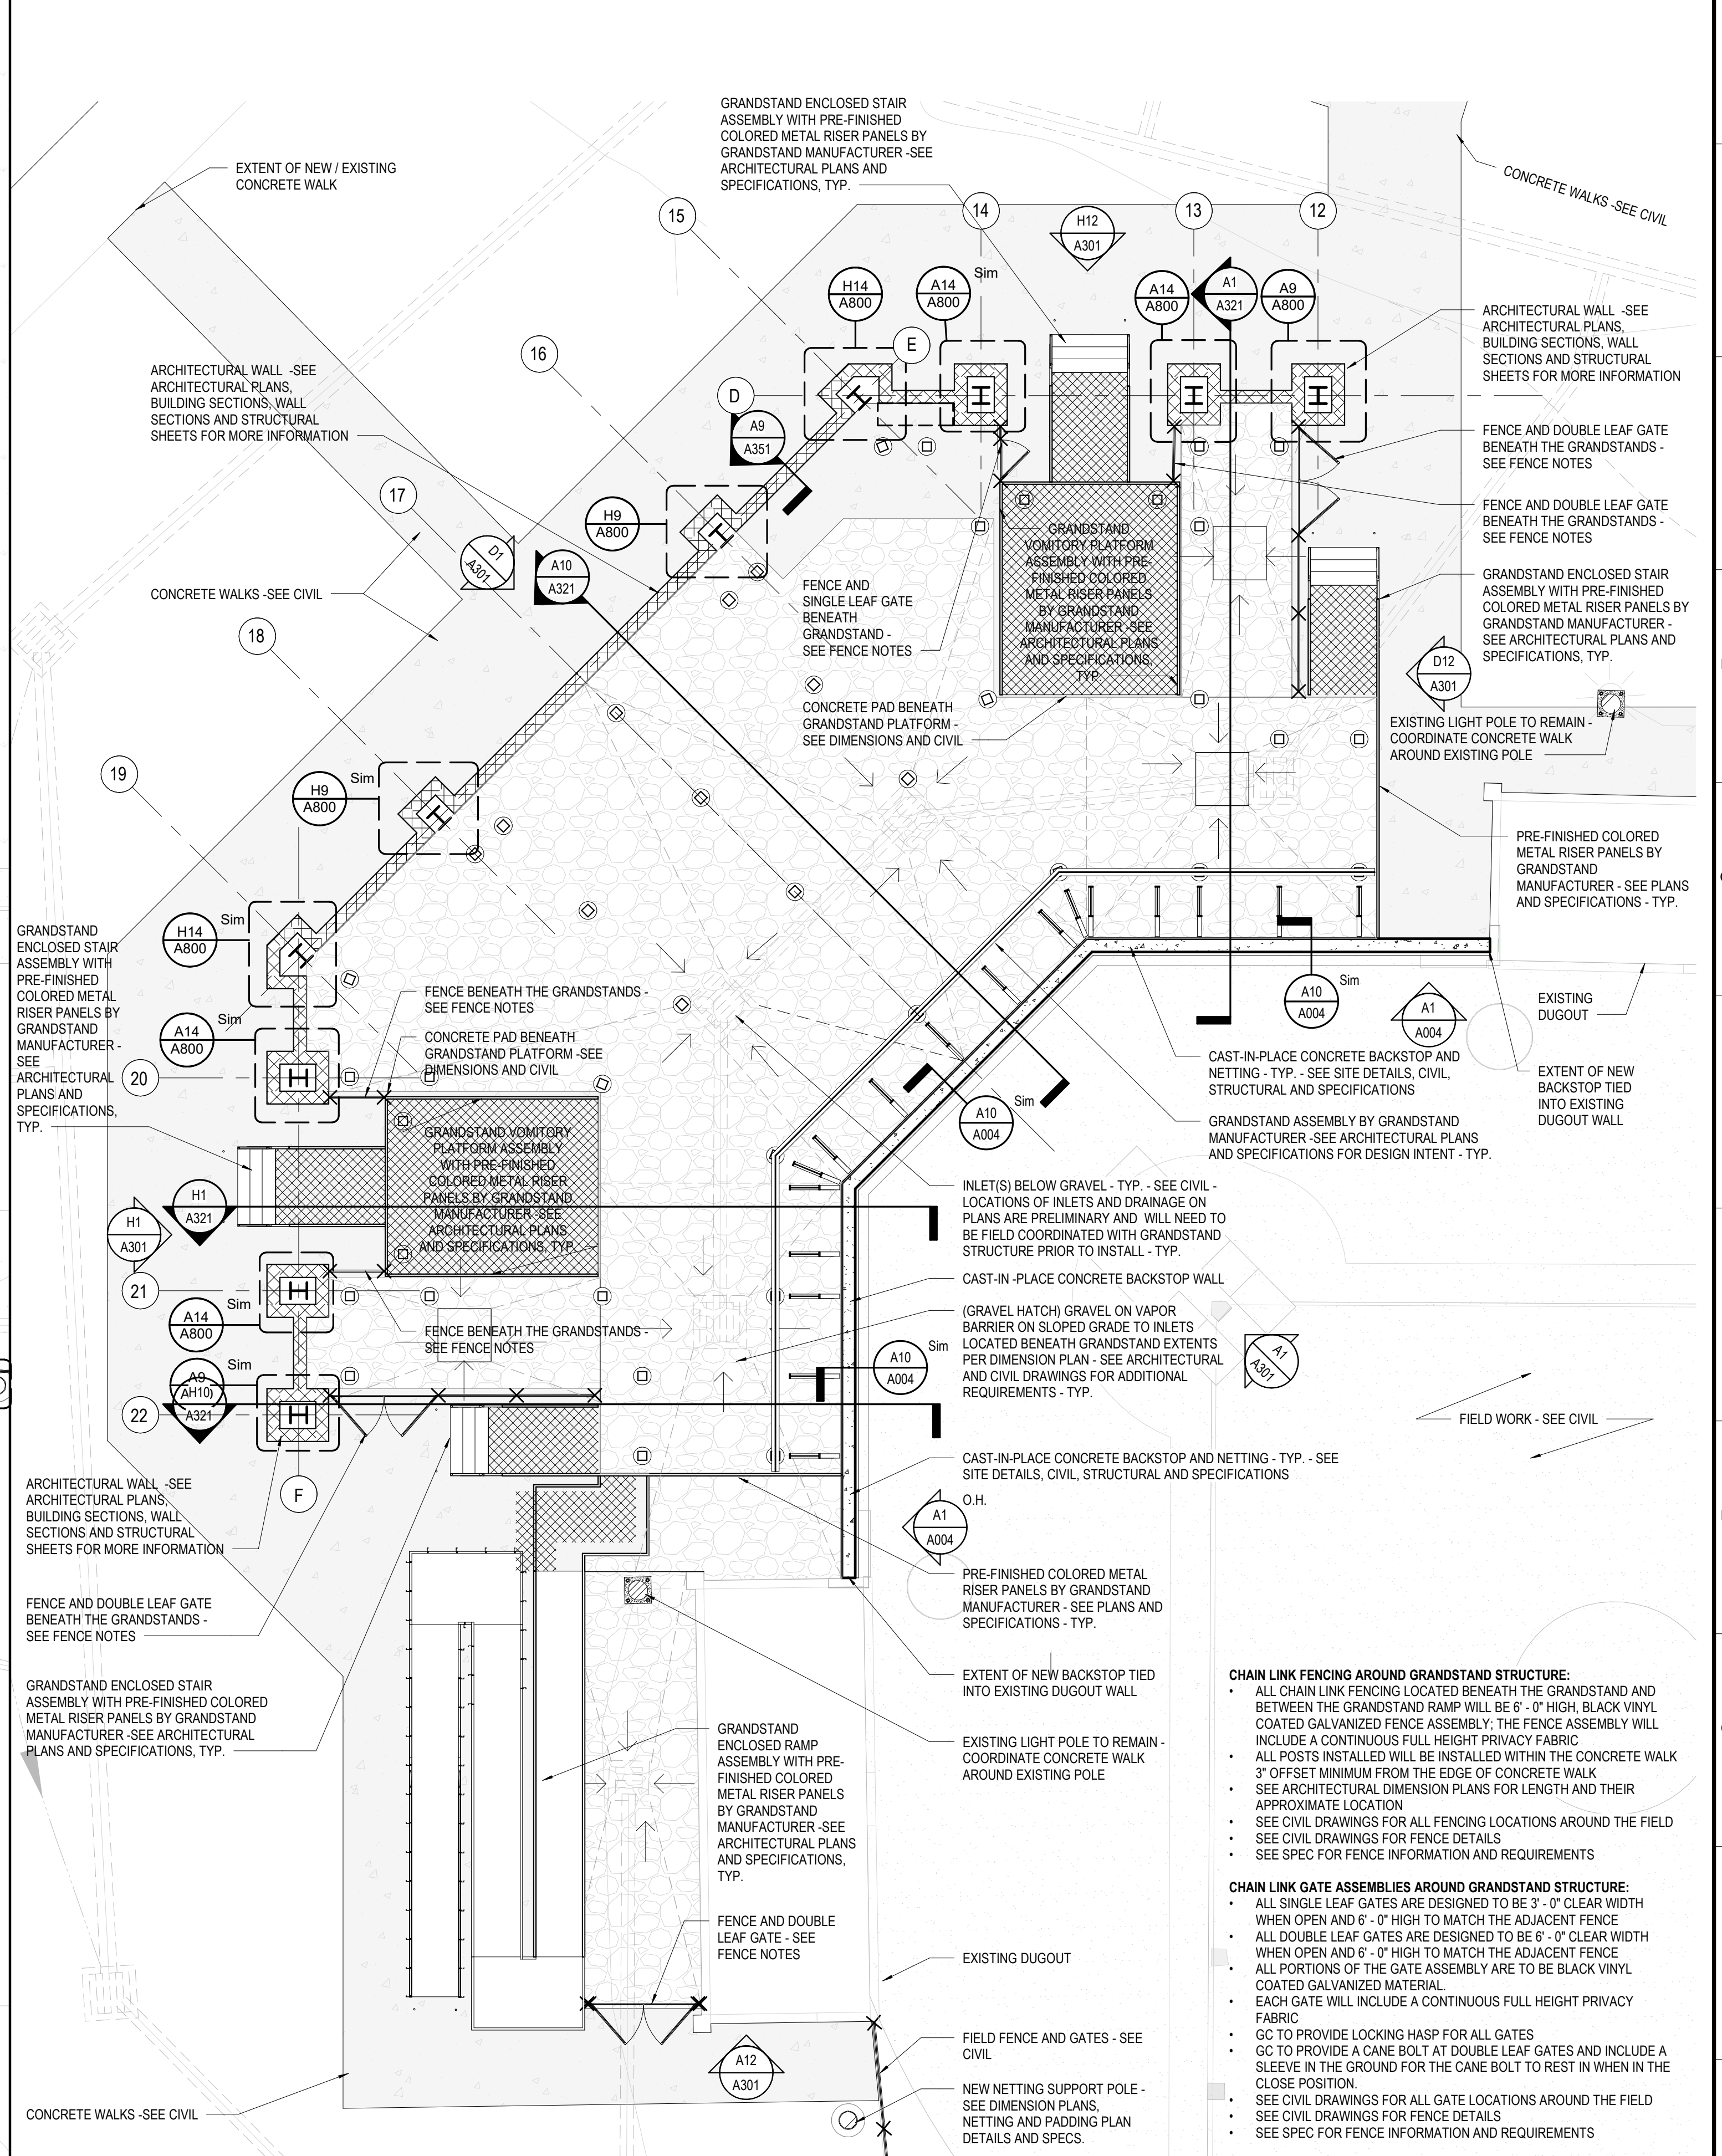 GRANDSTAND ENCLOSED STAIR
ASSEMBLY WITH PRE-FINISHED
COLORED METAL RISER PANELS BY
GRANDSTAND MANUFACTURER -SEE
ARCHITECTURAL PLANS AND
SPECIFICATIONS, TYP.
EXTENT OF NEW / EXISTING
CONCRETE WALK
CONCRETE WALKS -SEE CIVIL
15
14
13
12
H12
A301
H14
A800
A14
A800
Sim
A14
A800
A1
A321
A9
A800
ARCHITECTURAL WALL -SEE
ARCHITECTURAL PLANS,
BUILDING SECTIONS, WALL
SECTIONS AND STRUCTURAL
SHEETS FOR MORE INFORMATION
16
E
D
ARCHITECTURAL WALL -SEE
ARCHITECTURAL PLANS,
BUILDING SECTIONS, WALL
SECTIONS AND STRUCTURAL
SHEETS FOR MORE INFORMATION
A9
A351
FENCE AND DOUBLE LEAF GATE
BENEATH THE GRANDSTANDS -
SEE FENCE NOTES
17
H9
A800
FENCE AND DOUBLE LEAF GATE
BENEATH THE GRANDSTANDS -
SEE FENCE NOTES
D1
A301
A10
A321
GRANDSTAND
VOMITORY PLATFORM
ASSEMBLY WITH PRE-
FINISHED COLORED
METAL RISER PANELS
BY GRANDSTAND
MANUFACTURER -SEE
ARCHITECTURAL PLANS
AND SPECIFICATIONS,
TYP.
GRANDSTAND ENCLOSED STAIR
ASSEMBLY WITH PRE-FINISHED
COLORED METAL RISER PANELS BY
GRANDSTAND MANUFACTURER -
SEE ARCHITECTURAL PLANS AND
SPECIFICATIONS, TYP.
CONCRETE WALKS -SEE CIVIL
FENCE AND
SINGLE LEAF GATE
BENEATH
GRANDSTAND -
SEE FENCE NOTES
18
D12
A301
CONCRETE PAD BENEATH
GRANDSTAND PLATFORM -
SEE DIMENSIONS AND CIVIL
EXISTING LIGHT POLE TO REMAIN -
COORDINATE CONCRETE WALK
AROUND EXISTING POLE
19
H9
A800
Sim
PRE-FINISHED COLORED
METAL RISER PANELS BY
GRANDSTAND
MANUFACTURER - SEE PLANS
AND SPECIFICATIONS - TYP.
GRANDSTAND
ENCLOSED STAIR
ASSEMBLY WITH
PRE-FINISHED
COLORED METAL
RISER PANELS BY
GRANDSTAND
MANUFACTURER -
SEE
ARCHITECTURAL
PLANS AND
SPECIFICATIONS,
TYP.
H14
A800
Sim
A14
A800
Sim
20
FENCE BENEATH THE GRANDSTANDS -
SEE FENCE NOTES
CONCRETE PAD BENEATH
GRANDSTAND PLATFORM -SEE
DIMENSIONS AND CIVIL
A10
A004
Sim
A1
A004
EXISTING
DUGOUT
CAST-IN-PLACE CONCRETE BACKSTOP AND
NETTING - TYP. - SEE SITE DETAILS, CIVIL,
STRUCTURAL AND SPECIFICATIONS
EXTENT OF NEW
BACKSTOP TIED
INTO EXISTING
DUGOUT WALL
A10
A004
Sim
GRANDSTAND ASSEMBLY BY GRANDSTAND
MANUFACTURER -SEE ARCHITECTURAL PLANS
AND SPECIFICATIONS FOR DESIGN INTENT - TYP.
GRANDSTAND VOMITORY
PLATFORM ASSEMBLY
WITH PRE-FINISHED
COLORED METAL RISER
PANELS BY GRANDSTAND
MANUFACTURER -SEE
ARCHITECTURAL PLANS
AND SPECIFICATIONS, TYP.
H1
A321
H1
A301
INLET(S) BELOW GRAVEL - TYP. - SEE CIVIL -
LOCATIONS OF INLETS AND DRAINAGE ON
PLANS ARE PRELIMINARY AND WILL NEED TO
BE FIELD COORDINATED WITH GRANDSTAND
STRUCTURE PRIOR TO INSTALL - TYP.
21
CAST-IN -PLACE CONCRETE BACKSTOP WALL
A14
A800
Sim
FENCE BENEATH THE GRANDSTANDS -
SEE FENCE NOTES
(GRAVEL HATCH) GRAVEL ON VAPOR
BARRIER ON SLOPED GRADE TO INLETS
LOCATED BENEATH GRANDSTAND EXTENTS
PER DIMENSION PLAN - SEE ARCHITECTURAL
AND CIVIL DRAWINGS FOR ADDITIONAL
REQUIREMENTS - TYP.
A10
A004
Sim
A1
A301
Sim
A9
A321
22
F
FIELD WORK - SEE CIVIL
CAST-IN-PLACE CONCRETE BACKSTOP AND NETTING - TYP. - SEE
SITE DETAILS, CIVIL, STRUCTURAL AND SPECIFICATIONS
O.H.
A1
A004
ARCHITECTURAL WALL -SEE
ARCHITECTURAL PLANS,
BUILDING SECTIONS, WALL
SECTIONS AND STRUCTURAL
SHEETS FOR MORE INFORMATION
PRE-FINISHED COLORED METAL
RISER PANELS BY GRANDSTAND
MANUFACTURER - SEE PLANS AND
SPECIFICATIONS - TYP.
FENCE AND DOUBLE LEAF GATE
BENEATH THE GRANDSTANDS -
SEE FENCE NOTES
EXTENT OF NEW BACKSTOP TIED
INTO EXISTING DUGOUT WALL
GRANDSTAND ENCLOSED STAIR
ASSEMBLY WITH PRE-FINISHED COLORED
METAL RISER PANELS BY GRANDSTAND
MANUFACTURER -SEE ARCHITECTURAL
PLANS AND SPECIFICATIONS, TYP.
GRANDSTAND
ENCLOSED RAMP
ASSEMBLY WITH PRE-
FINISHED COLORED
METAL RISER PANELS
BY GRANDSTAND
MANUFACTURER -SEE
ARCHITECTURAL PLANS
AND SPECIFICATIONS,
TYP.
EXISTING LIGHT POLE TO REMAIN -
COORDINATE CONCRETE WALK
AROUND EXISTING POLE
FENCE AND DOUBLE
LEAF GATE - SEE
FENCE NOTES
EXISTING DUGOUT
FIELD FENCE AND GATES - SEE
CIVIL
A12
A301
NEW NETTING SUPPORT POLE -
SEE DIMENSION PLANS,
NETTING AND PADDING PLAN
DETAILS AND SPECS.
CONCRETE WALKS -SEE CIVIL
CHAIN LINK FENCING AROUND GRANDSTAND STRUCTURE:
• ALL CHAIN LINK FENCING LOCATED BENEATH THE GRANDSTAND AND
BETWEEN THE GRANDSTAND RAMP WILL BE 6' - 0" HIGH, BLACK VINYL
COATED GALVANIZED FENCE ASSEMBLY; THE FENCE ASSEMBLY WILL
INCLUDE A CONTINUOUS FULL HEIGHT PRIVACY FABRIC
• ALL POSTS INSTALLED WILL BE INSTALLED WITHIN THE CONCRETE WALK
3" OFFSET MINIMUM FROM THE EDGE OF CONCRETE WALK
• SEE ARCHITECTURAL DIMENSION PLANS FOR LENGTH AND THEIR
APPROXIMATE LOCATION
• SEE CIVIL DRAWINGS FOR ALL FENCING LOCATIONS AROUND THE FIELD
• SEE CIVIL DRAWINGS FOR FENCE DETAILS
• SEE SPEC FOR FENCE INFORMATION AND REQUIREMENTS
CHAIN LINK GATE ASSEMBLIES AROUND GRANDSTAND STRUCTURE:
• ALL SINGLE LEAF GATES ARE DESIGNED TO BE 3' - 0" CLEAR WIDTH
WHEN OPEN AND 6' - 0" HIGH TO MATCH THE ADJACENT FENCE
• ALL DOUBLE LEAF GATES ARE DESIGNED TO BE 6' - 0" CLEAR WIDTH
WHEN OPEN AND 6' - 0" HIGH TO MATCH THE ADJACENT FENCE
• ALL PORTIONS OF THE GATE ASSEMBLY ARE TO BE BLACK VINYL
COATED GALVANIZED MATERIAL.
• EACH GATE WILL INCLUDE A CONTINUOUS FULL HEIGHT PRIVACY
FABRIC
• GC TO PROVIDE LOCKING HASP FOR ALL GATES
• GC TO PROVIDE A CANE BOLT AT DOUBLE LEAF GATES AND INCLUDE A
SLEEVE IN THE GROUND FOR THE CANE BOLT TO REST IN WHEN IN THE
CLOSE POSITION.
• SEE CIVIL DRAWINGS FOR ALL GATE LOCATIONS AROUND THE FIELD
• SEE CIVIL DRAWINGS FOR FENCE DETAILS
• SEE SPEC FOR FENCE INFORMATION AND REQUIREMENTS